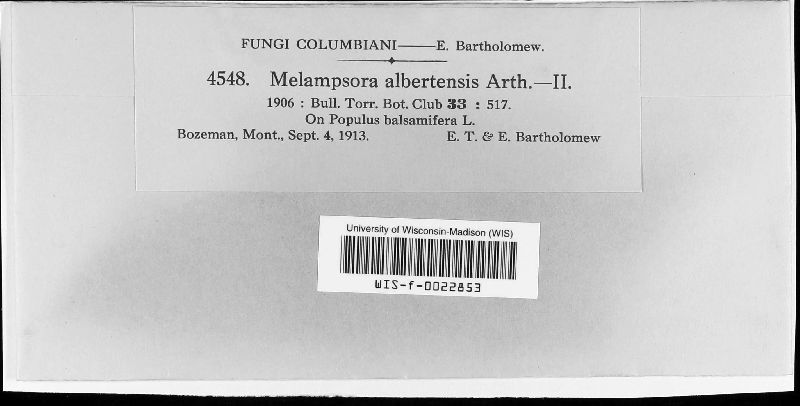 FUNGI COLUMBIANI——E. Bartholomew.
4548. Melampsora albertensis Arth.—II.
1906 : Bull. Torr. Bot. Club 33 : 517.
On Populus balsamifera L.
Bozeman, Mont., Sept. 4, 1913. E. T. & E. Bartholomew
University of Wisconsin-Madison (WIS)
WIS-f-0022853